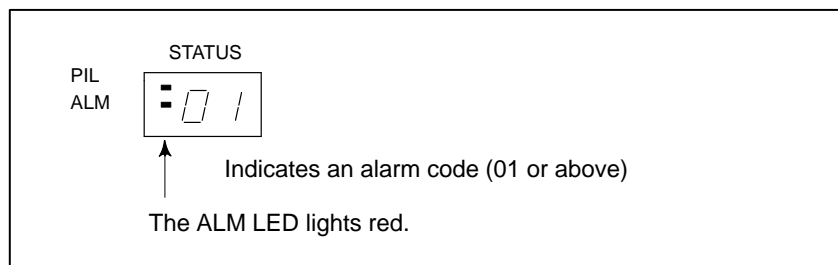 STATUS
PIL
ALM
01
Indicates an alarm code (01 or above)
The ALM LED lights red.